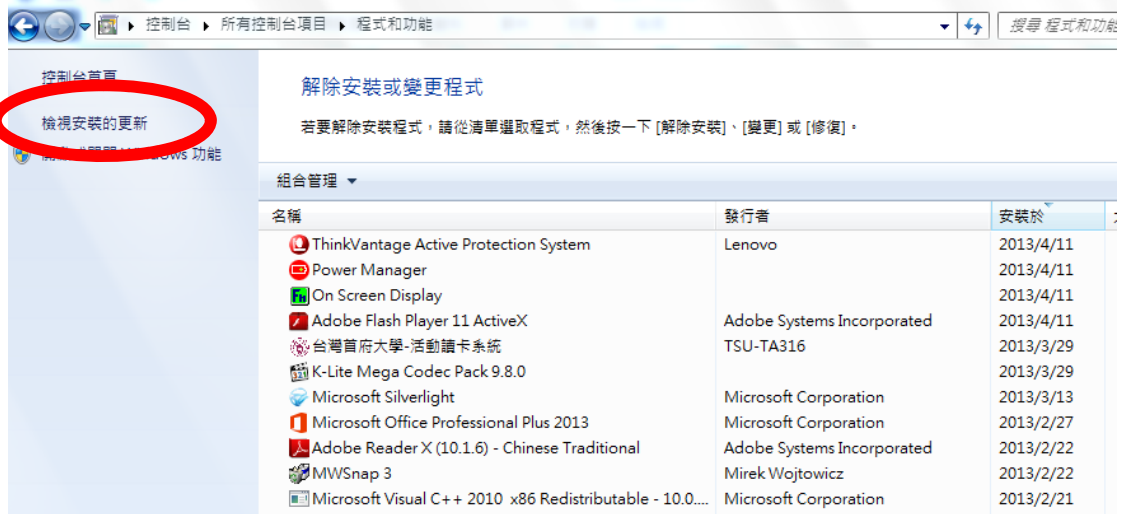 控制台 ▸ 所有控制台項目 ▸ 程式和功能
搜尋 程式和功能
控制台首頁
檢視安裝的更新
Windows 功能
解除安裝或變更程式
若要解除安裝程式，請從清單選取程式，然後按一下 [解除安裝]、[變更] 或 [修復]。
組合管理
名稱 發行者 安裝於
ThinkVantage Active Protection System Lenovo 2013/4/11
Power Manager 2013/4/11
On Screen Display 2013/4/11
Adobe Flash Player 11 ActiveX Adobe Systems Incorporated 2013/4/11
台灣首府大學-活動讀卡系統 TSU-TA316 2013/3/29
K-Lite Mega Codec Pack 9.8.0 2013/3/29
Microsoft Silverlight Microsoft Corporation 2013/3/13
Microsoft Office Professional Plus 2013 Microsoft Corporation 2013/2/27
Adobe Reader X (10.1.6) - Chinese Traditional Adobe Systems Incorporated 2013/2/22
MWSnap 3 Mirek Wojtowicz 2013/2/22
Microsoft Visual C++ 2010 x86 Redistributable - 10.0.... Microsoft Corporation 2013/2/21